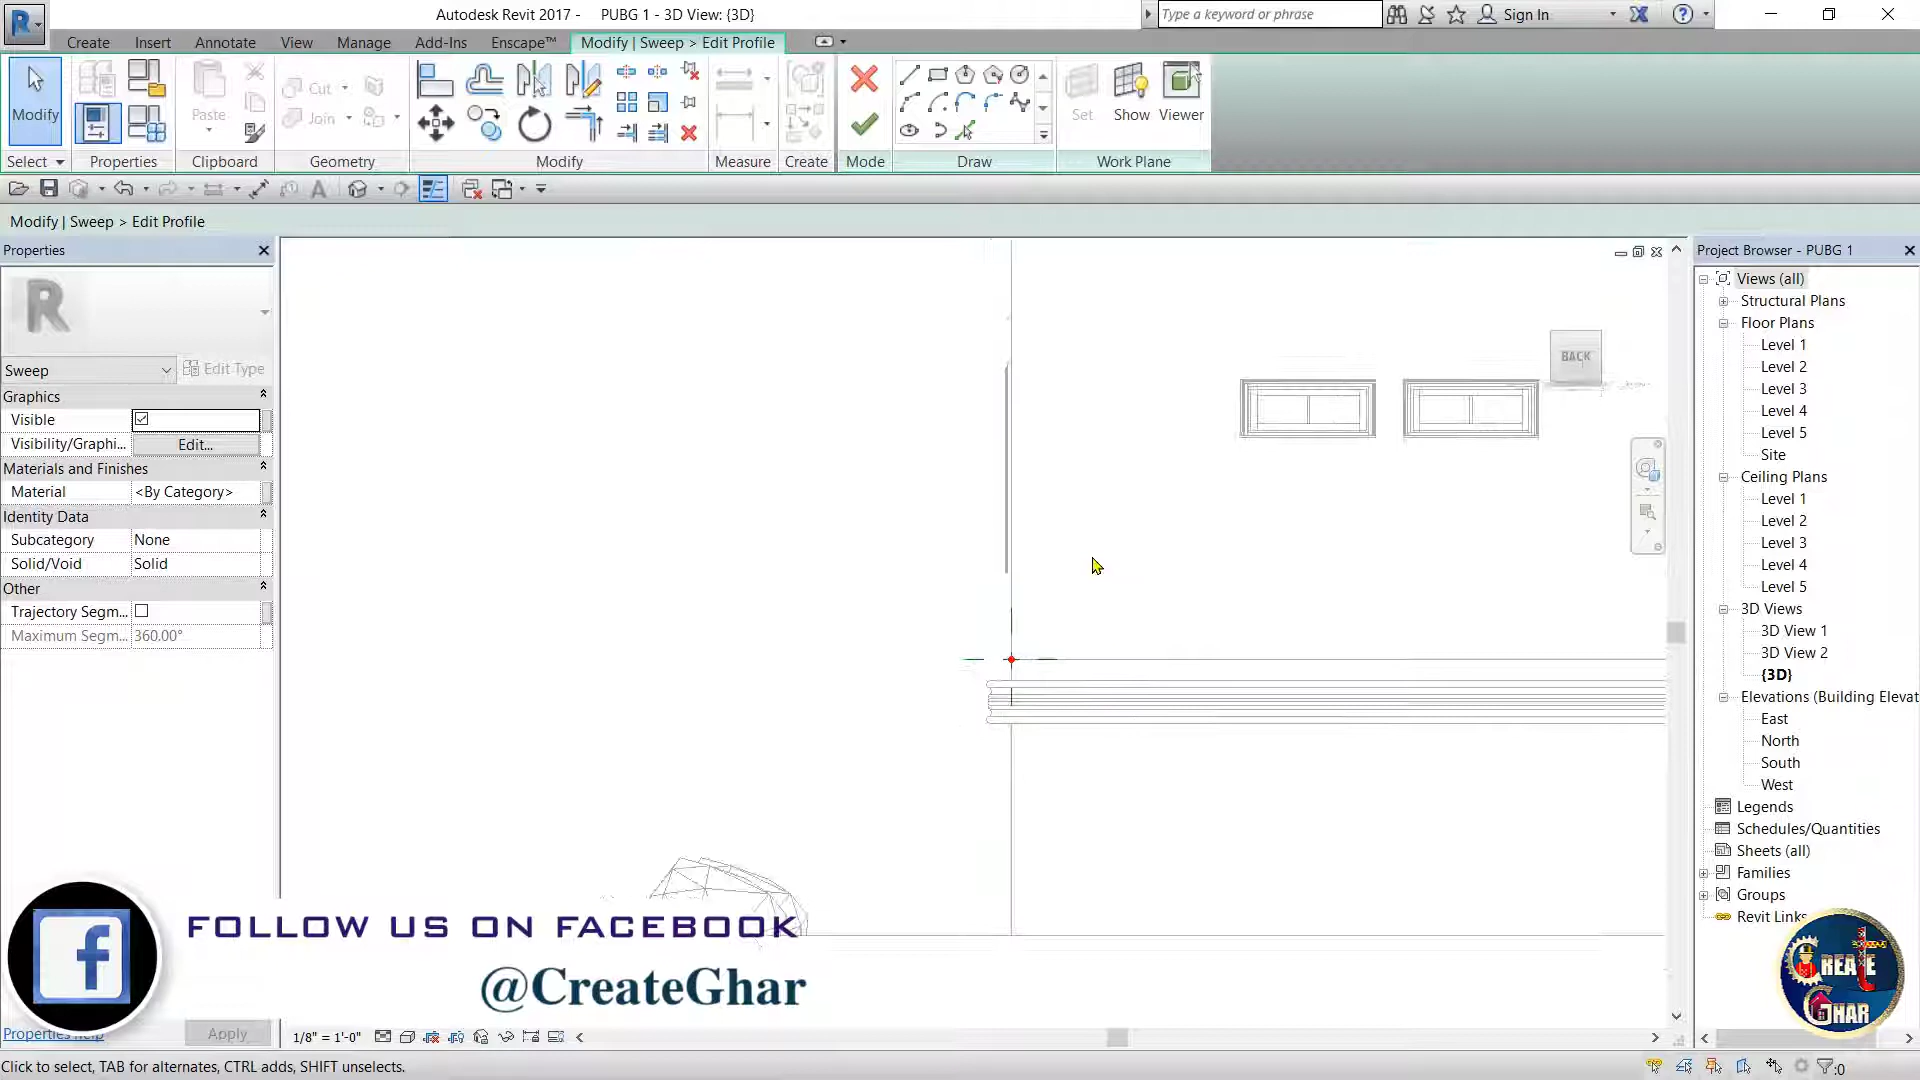 Autodesk Revit 2017 -    PUBG 1 - 3D View: {3D}
Type a keyword or phrase
Sign In
Create
Insert
Annotate
View
Manage
Add-Ins
Enscape™
Modify | Sweep > Edit Profile
Modify
Paste
Cut
Join
Set
Show
Viewer
Select
Properties
Clipboard
Geometry
Modify
Measure
Create
Mode
Draw
Work Plane
Modify | Sweep > Edit Profile
Properties
Sweep
Edit Type
Graphics
Visible
Visibility/Graphi... Edit...
Materials and Finishes
Material <By Category>
Identity Data
Subcategory None
Solid/Void Solid
Other
Trajectory Segm...
Maximum Segm... 360.00°
Properties help
Apply
BACK
Project Browser - PUBG 1
Views (all)
Structural Plans
Floor Plans
Level 1
Level 2
Level 3
Level 4
Level 5
Site
Ceiling Plans
Level 1
Level 2
Level 3
Level 4
Level 5
3D Views
3D View 1
3D View 2
{3D}
Elevations (Building Elevat
East
North
South
West
Legends
Schedules/Quantities
Sheets (all)
Families
Groups
Revit Links
FOLLOW US ON FACEBOOK
@CreateGhar
CREATE
GHAR
1/8" = 1'-0"
Click to select, TAB for alternates, CTRL adds, SHIFT unselects.
:0